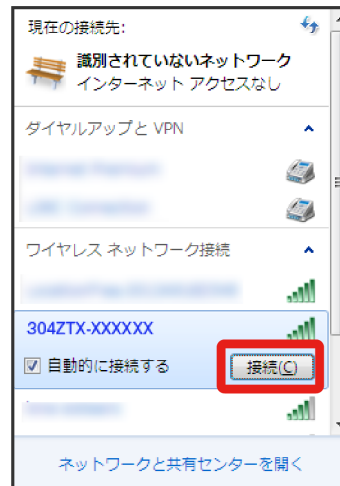 現在の接続先:
識別されていないネットワーク
インターネット アクセスなし
ダイヤルアップと VPN
ワイヤレス ネットワーク接続
304ZTX-XXXXXX
自動的に接続する
接続(C)
ネットワークと共有センターを開く